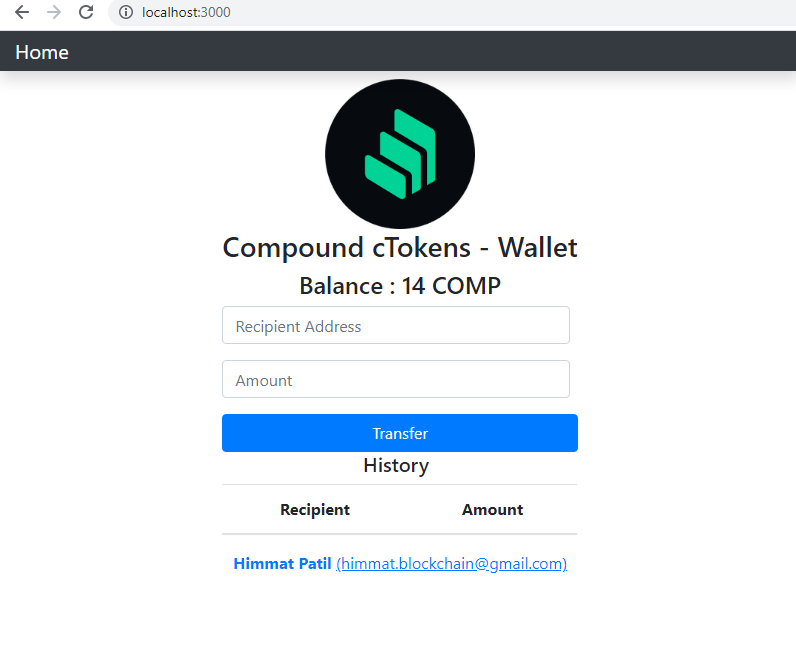 localhost:3000
Home
Compound cTokens - Wallet
Balance : 14 COMP
Recipient Address
Amount
Transfer
History
Recipient Amount
Himmat Patil (himmat.blockchain@gmail.com)